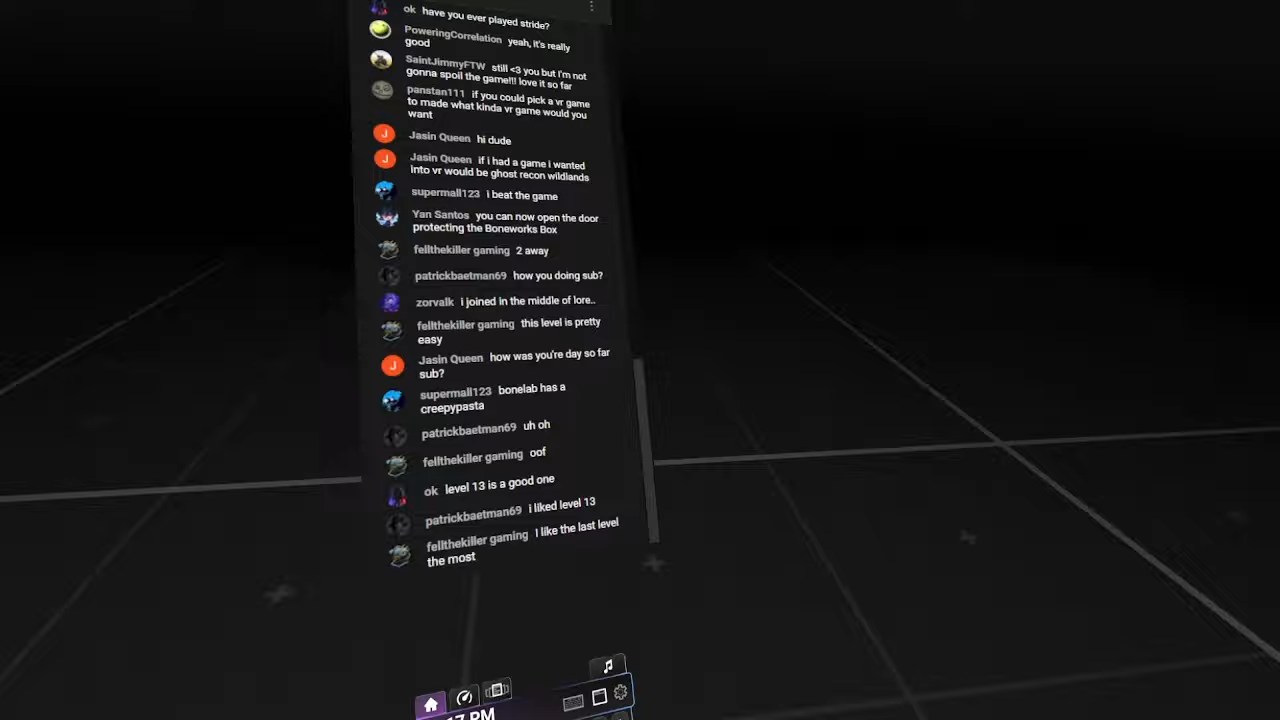 ok have you ever played stride?
PoweringCorrelation yeah, it's really
good
SaintJimmyFTW still <3 you but I'm not
gonna spoil the game!!! love it so far
panstan111 if you could pick a vr game
to made what kinda vr game would you
want
Jasin Queen hi dude
Jasin Queen if i had a game i wanted
into vr would be ghost recon wildlands
supermall123 i beat the game
Yan Santos you can now open the door
protecting the Boneworks Box
fellthekiller gaming 2 away
patrickbaetman69 how you doing sub?
zorvalk i joined in the middle of lore..
fellthekiller gaming this level is pretty
easy
Jasin Queen how was you're day so far
sub?
supermall123 bonelab has a
creepypasta
patrickbaetman69 uh oh
fellthekiller gaming oof
ok level 13 is a good one
patrickbaetman69 i liked level 13
fellthekiller gaming I like the last level
the most
17 PM